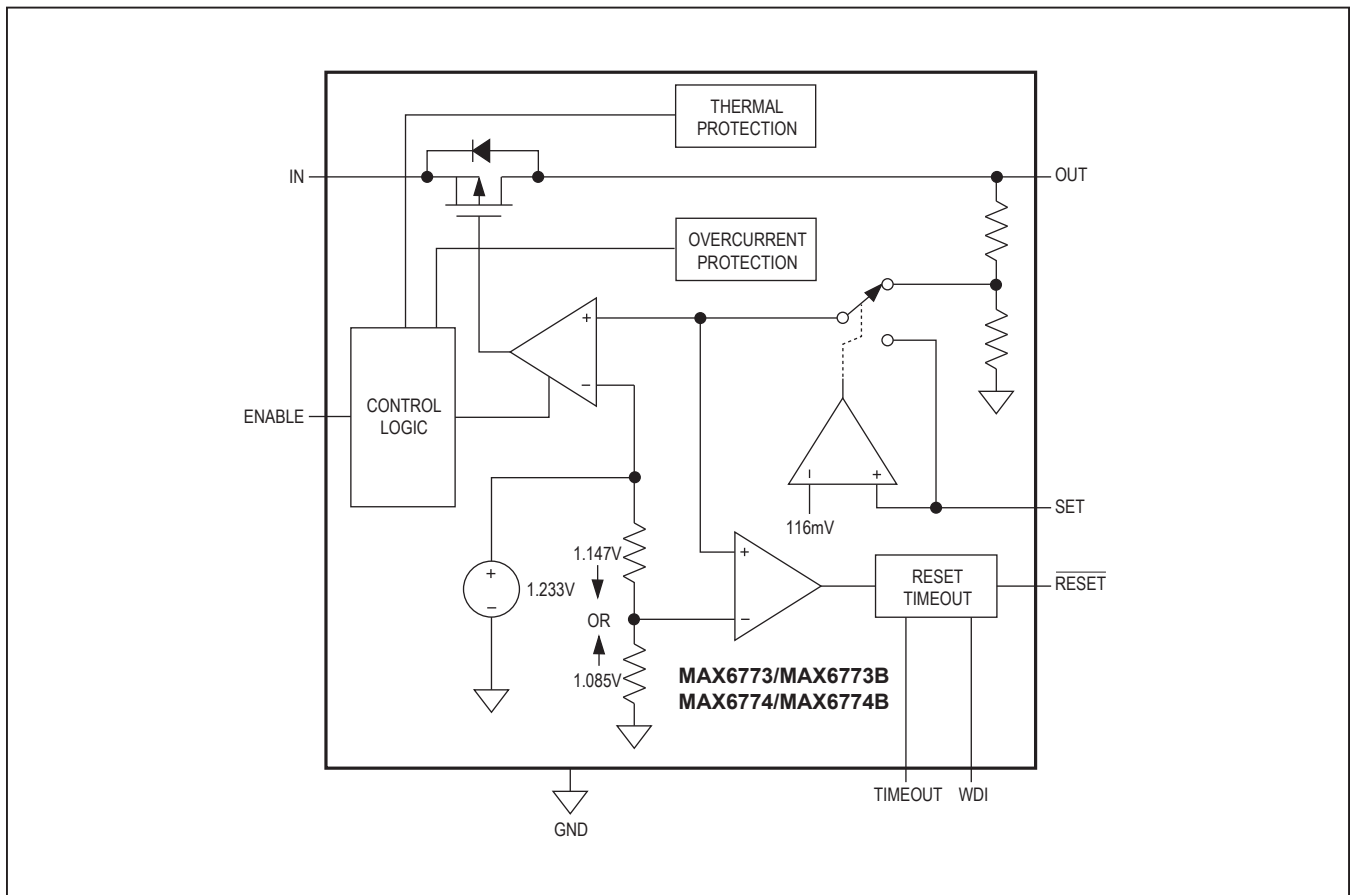 THERMAL
PROTECTION
IN
OUT
OVERCURRENT
PROTECTION
+
−
ENABLE
CONTROL
LOGIC
−
+
116mV
SET
1.147V
+
−
1.233V
OR
1.085V
+
−
RESET
TIMEOUT
RESET
MAX6773/MAX6773B
MAX6774/MAX6774B
TIMEOUT
WDI
GND